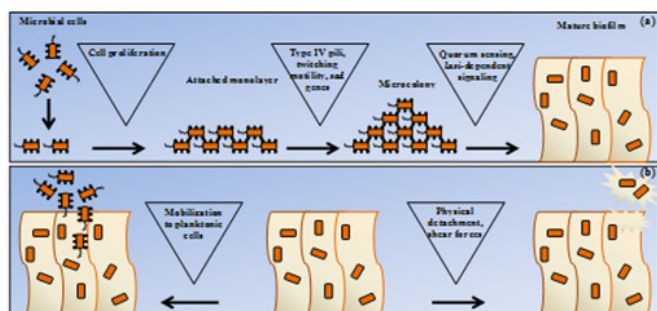 Microbial cells
Mature biofilm
(a)
Cell proliferation
Type IV pili,
twitching
motility, sad
genes
Quorum sensing,
lasi-dependent
signaling
Attached monolayer
Microcolony
(b)
Mobilization
to planktonic
cells
Physical
detachment,
shear forces